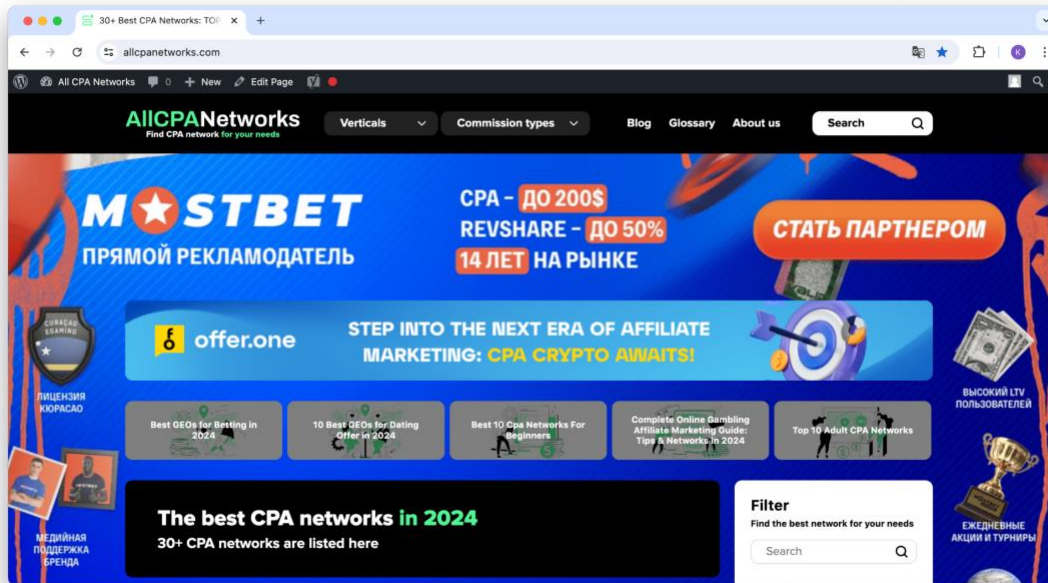 30+ Best CPA Networks: TOP
allcpanetworks.com
All CPA Networks 0 + New Edit Page
AllCPANetworks
Find CPA network for your needs
Verticals
Commission types
Blog Glossary About us
Search
MOSTBET
ПРЯМОЙ РЕКЛАМОДАТЕЛЬ
CPA – ДО 200$
REVSHARE – ДО 50%
14 ЛЕТ НА РЫНКЕ
СТАТЬ ПАРТНЕРОМ
VALID
CURAÇAO
EGAMING
ЛИЦЕНЗИЯ
КЮРАСАО
offer.one
STEP INTO THE NEXT ERA OF AFFILIATE
MARKETING: CPA CRYPTO AWAITS!
ВЫСОКИЙ LTV
ПОЛЬЗОВАТЕЛЕЙ
Best GEOs for Betting in
2024
10 Best GEOs for Dating
Offer in 2024
Best 10 Cpa Networks For
Beginners
Complete Online Gambling
Affiliate Marketing Guide:
Tips & Networks in 2024
Top 10 Adult CPA Networks
The best CPA networks in 2024
30+ CPA networks are listed here
Filter
Find the best network for your needs
Search
МЕДИЙНАЯ
ПОДДЕРЖКА
БРЕНДА
MOSTBET
ЕЖЕДНЕВНЫЕ
АКЦИИ И ТУРНИРЫ